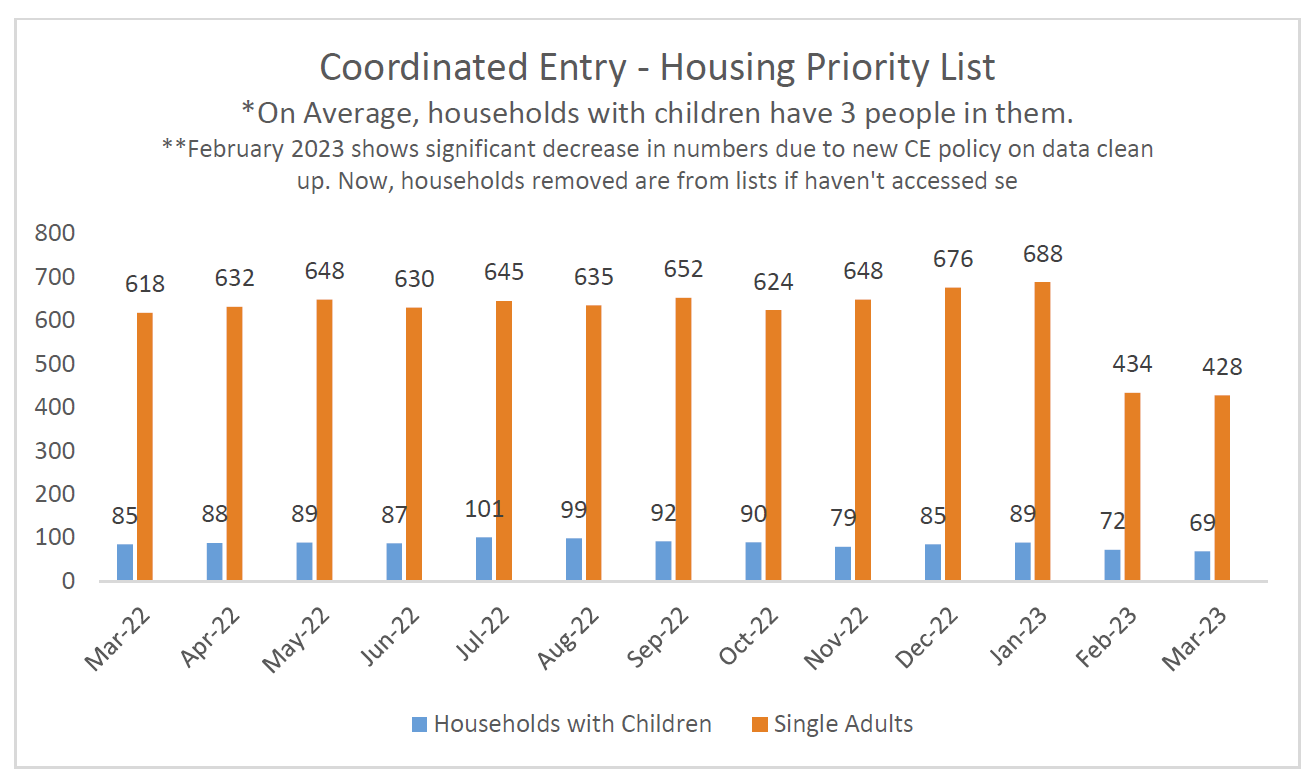 Coordinated Entry - Housing Priority List
*On Average, households with children have 3 people in them.
**February 2023 shows significant decrease in numbers due to new CE policy on data clean
up. Now, households removed are from lists if haven't accessed se
800
700
600
500
400
300
200
100
0
618
632
648
630
645
635
652
624
648
676
688
434
428
85
88
89
87
101
99
92
90
79
85
89
72
69
Mar-22
Apr-22
May-22
Jun-22
Jul-22
Aug-22
Sep-22
Oct-22
Nov-22
Dec-22
Jan-23
Feb-23
Mar-23
Households with Children
Single Adults